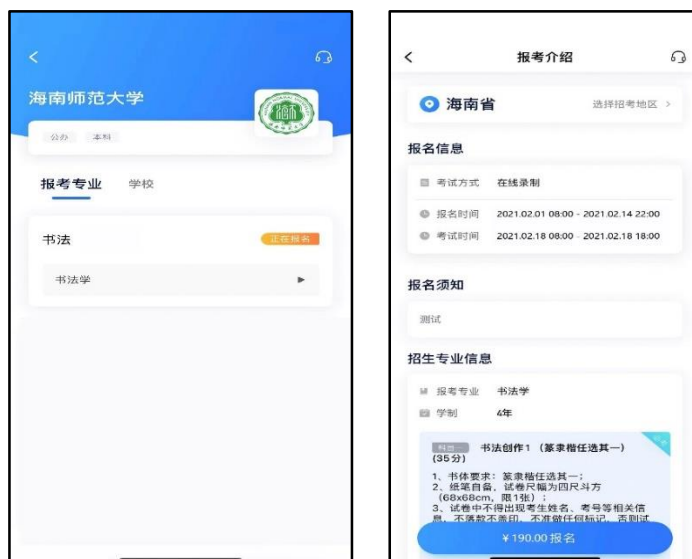 海南师范大学
公办 本科
报考专业 学校
书法
正在报名
书法学
报考介绍
海南省
选择招考地区
报名信息
考试方式 在线录制
报名时间 2021.02.01 08:00 - 2021.02.14 22:00
考试时间 2021.02.18 08:00 - 2021.02.18 18:00
报名须知
测试
招生专业信息
报考专业 书法学
学制 4年
科目一 书法创作1 （篆隶楷任选其一）
(35分)
1、书体要求：篆隶楷任选其一；
2、纸笔自备，试卷尺幅为四尺斗方
（68x68cm，限1张）；
3、试卷中不得出现考生姓名、考号等相关信
息，不落款不盖印，不准做任何标记，否则试
￥190.00 报名